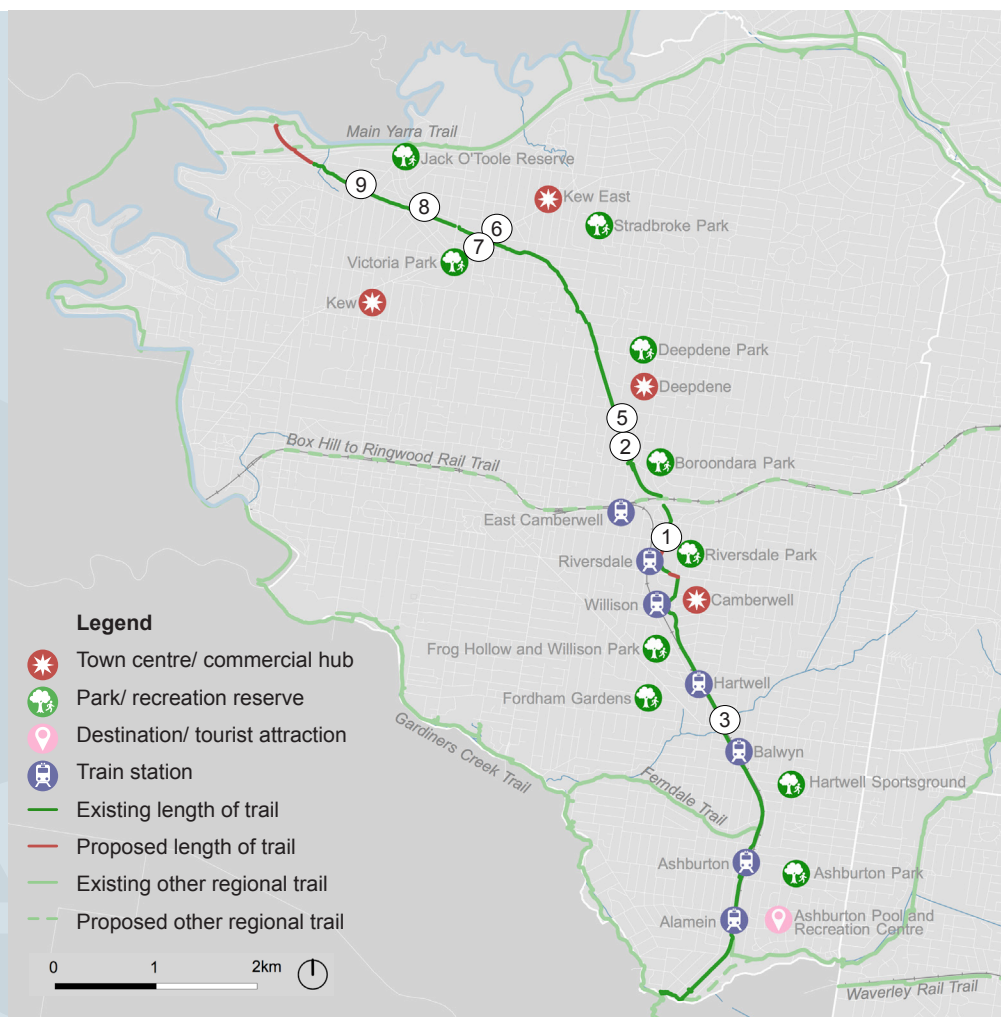 Main Yarra Trail
Jack O'Toole Reserve
9
Kew East
8
Stradbroke Park
6
7
Victoria Park
Kew
Deepdene Park
Deepdene
5
2
Box Hill to Ringwood Rail Trail
Boroondara Park
East Camberwell
1
Riversdale
Riversdale Park
Willison
Camberwell
Frog Hollow and Willison Park
Hartwell
Fordham Gardens
3
Gardiners Creek Trail
Balwyn
Hartwell Sportsground
Ferndale Trail
Ashburton
Ashburton Park
Alamein
Ashburton Pool and
Recreation Centre
Waverley Rail Trail
Legend
Town centre/ commercial hub
Park/ recreation reserve
Destination/ tourist attraction
Train station
Existing length of trail
Proposed length of trail
Existing other regional trail
Proposed other regional trail
0 1 2km